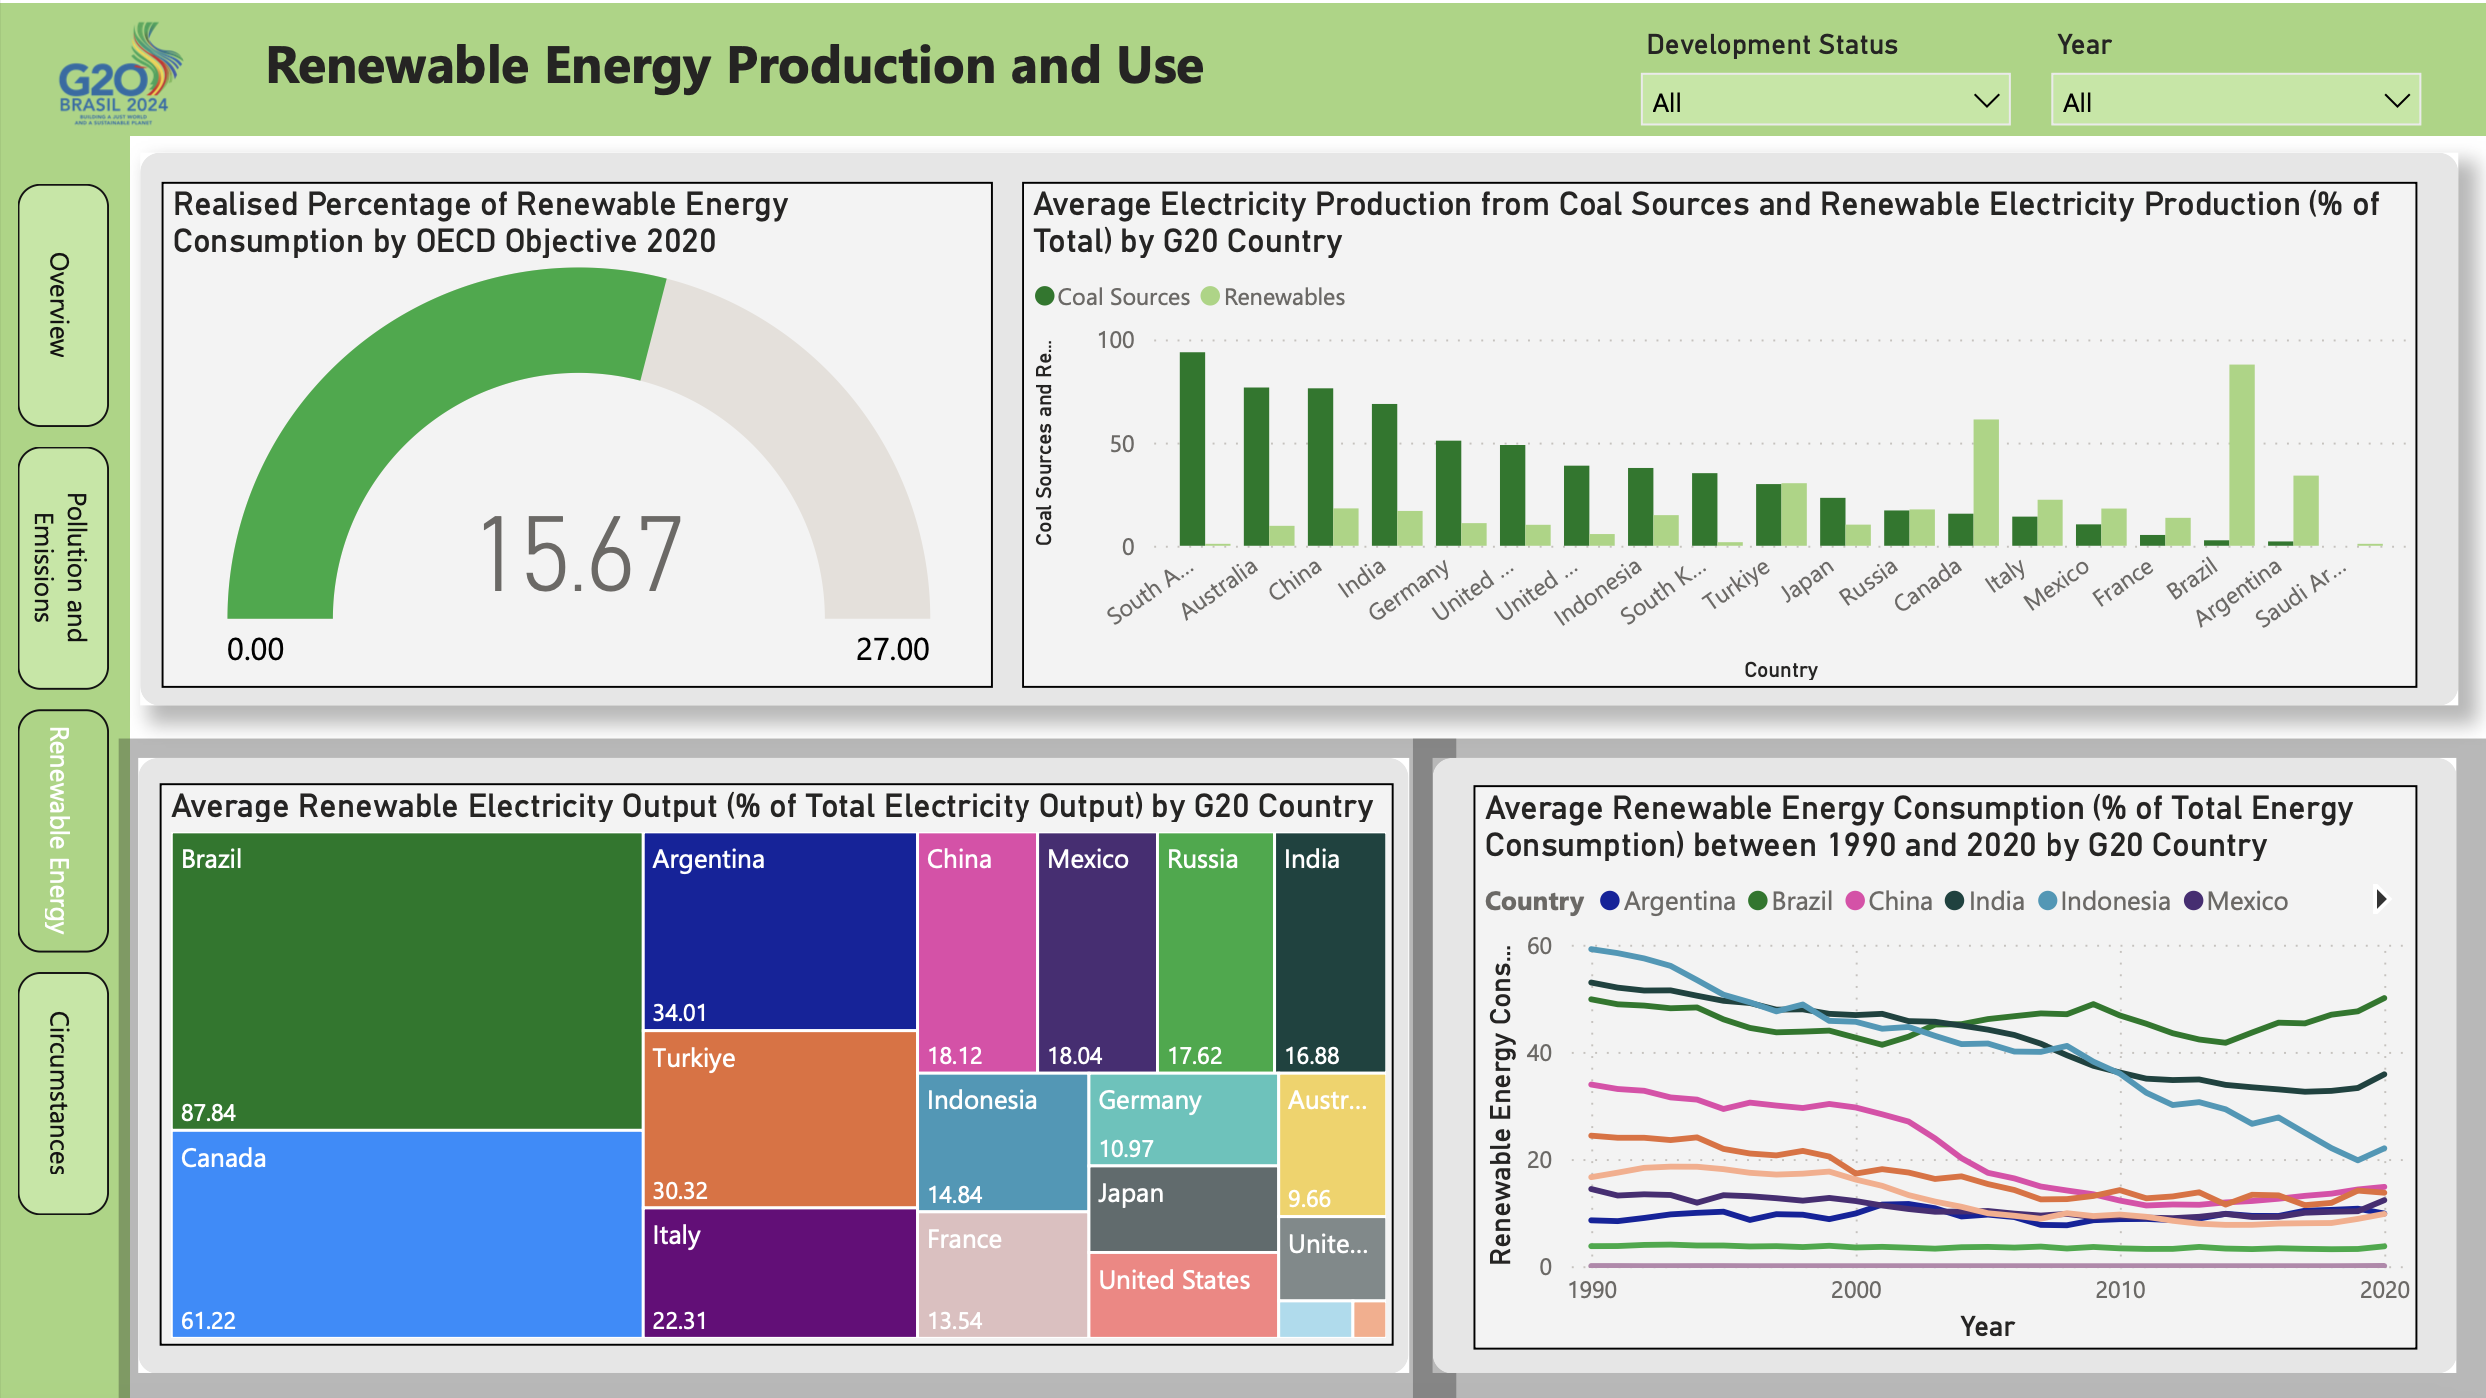 G20
BRASIL 2024
BUILDING A JUST WORLD
AND A SUSTAINABLE PLANET
Renewable Energy Production and Use
Development Status
All
Year
All
Overview
Pollution and
Emissions
Renewable Energy
Circumstances
Realised Percentage of Renewable Energy
Consumption by OECD Objective 2020
15.67
0.00
27.00
Average Electricity Production from Coal Sources and Renewable Electricity Production (% of
Total) by G20 Country
Coal Sources Renewables
Coal Sources and Re...
100
50
0
South A... Australia China India Germany United ... United ... Indonesia South K... Turkiye Japan Russia Canada Italy Mexico France Brazil Argentina Saudi Ar...
Country
Average Renewable Electricity Output (% of Total Electricity Output) by G20 Country
Brazil
87.84
Canada
61.22
Argentina
34.01
Turkiye
30.32
Italy
22.31
China
18.12
Mexico
18.04
Russia
17.62
India
16.88
Indonesia
14.84
France
13.54
Germany
10.97
Japan
United States
Austr...
9.66
Unite...
Average Renewable Energy Consumption (% of Total Energy
Consumption) between 1990 and 2020 by G20 Country
Country Argentina Brazil China India Indonesia Mexico
Renewable Energy Cons...
60
40
20
0
1990 2000 2010 2020
Year